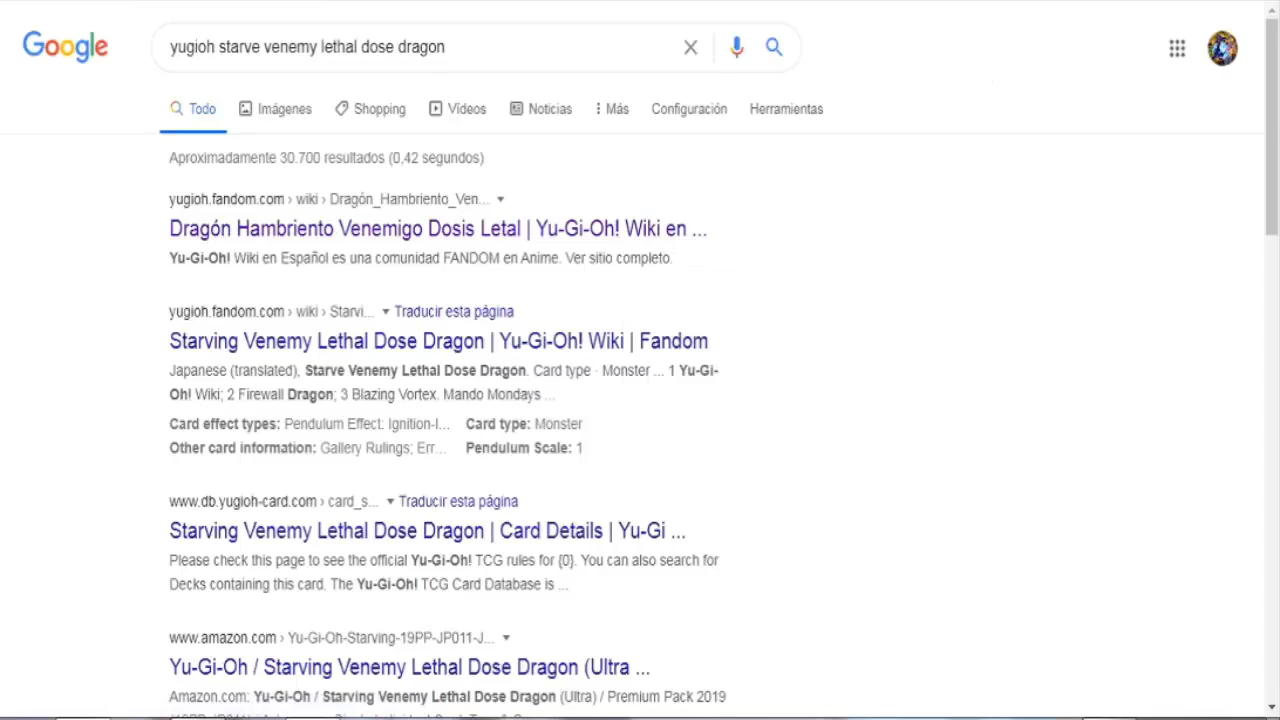 Google
yugioh starve venemy lethal dose dragon
Todo Imágenes Shopping Vídeos Noticias Más Configuración Herramientas
Aproximadamente 30.700 resultados (0,42 segundos)
yugioh.fandom.com › wiki › Dragón_Hambriento_Ven...
Dragón Hambriento Venemigo Dosis Letal | Yu-Gi-Oh! Wiki en ...
Yu-Gi-Oh! Wiki en Español es una comunidad FANDOM en Anime. Ver sitio completo.
yugioh.fandom.com › wiki › Starvi... Traducir esta página
Starving Venemy Lethal Dose Dragon | Yu-Gi-Oh! Wiki | Fandom
Japanese (translated), Starve Venemy Lethal Dose Dragon. Card type · Monster ... 1 Yu-Gi-
Oh! Wiki; 2 Firewall Dragon; 3 Blazing Vortex. Mando Mondays ...
Card effect types: Pendulum Effect: Ignition-l... Card type: Monster
Other card information: Gallery Rulings; Err... Pendulum Scale: 1
www.db.yugioh-card.com › card_s... Traducir esta página
Starving Venemy Lethal Dose Dragon | Card Details | Yu-Gi ...
Please check this page to see the official Yu-Gi-Oh! TCG rules for {0}. You can also search for
Decks containing this card. The Yu-Gi-Oh! TCG Card Database is ...
www.amazon.com › Yu-Gi-Oh-Starving-19PP-JP011-J...
Yu-Gi-Oh / Starving Venemy Lethal Dose Dragon (Ultra ...
Amazon.com: Yu-Gi-Oh / Starving Venemy Lethal Dose Dragon (Ultra) / Premium Pack 2019